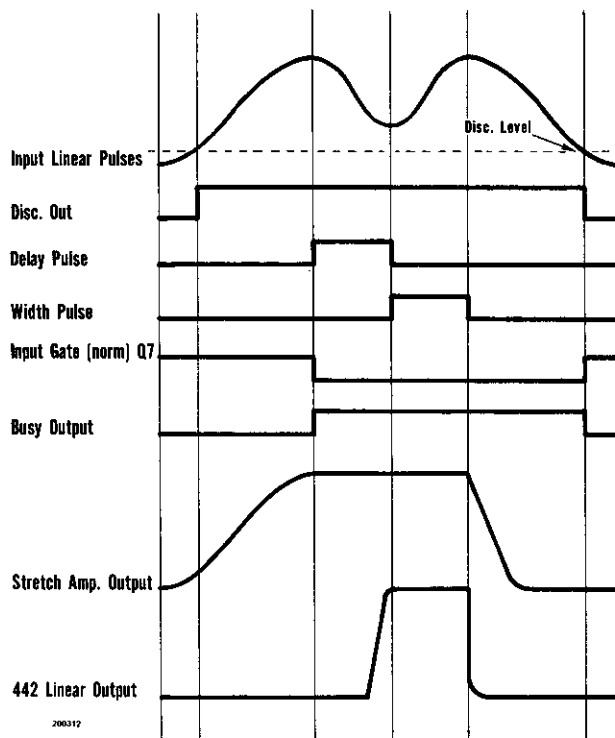 Disc. Level
Input Linear Pulses
Disc. Out
Delay Pulse
Width Pulse
Input Gate (norm) Q7
Busy Output
Stretch Amp. Output
442 Linear Output
200312